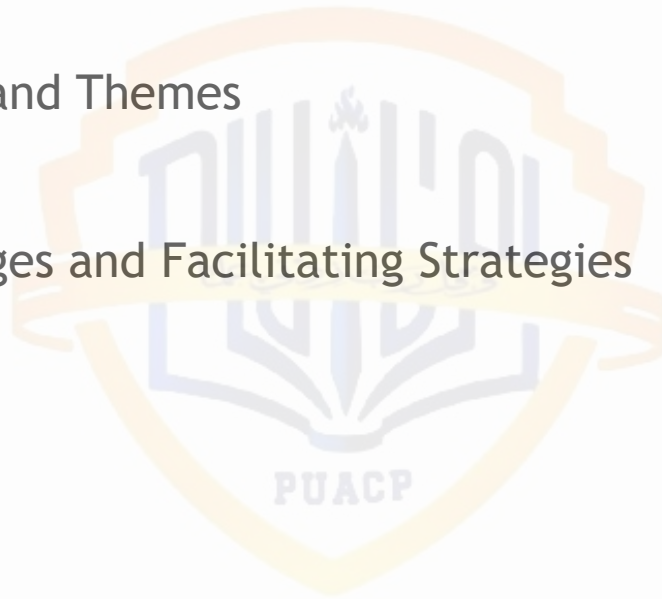 and Themes
ges and Facilitating Strategies
PUACP